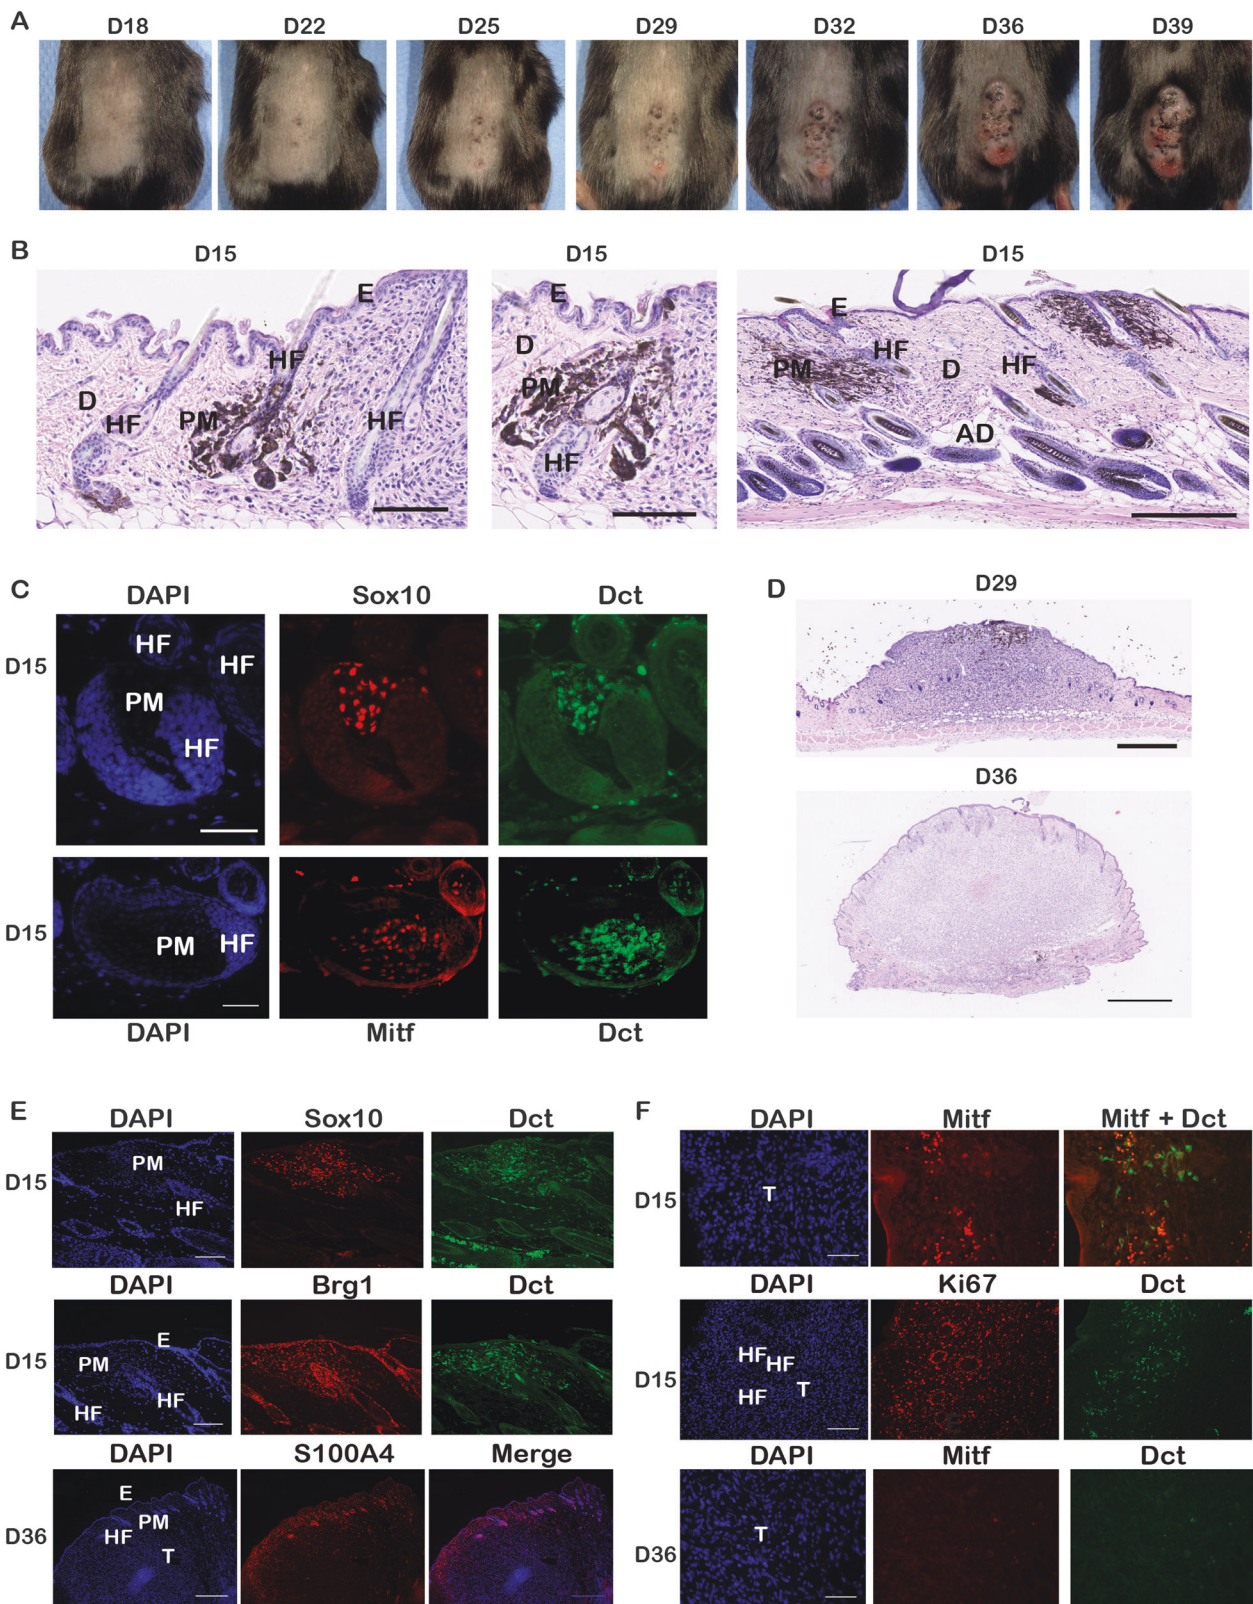 A
D18 D22 D25 D29 D32 D36 D39
B
D15 D15 D15
E
HF
D
HF
PM
HF
E
D
PM
HF
E
HF
PM
D
HF
AD
C
DAPI Sox10 Dct
D15
HF
HF
PM
HF
D15
PM HF
DAPI Mitf Dct
D
D29
D36
E
DAPI Sox10 Dct
D15
PM
HF
DAPI Brg1 Dct
D15
E
PM
HF
HF
DAPI S100A4 Merge
D36
E
PM
HF
T
F
DAPI Mitf Mitf + Dct
D15
T
DAPI Ki67 Dct
D15
HF
HF
HF
T
DAPI Mitf Dct
D36
T